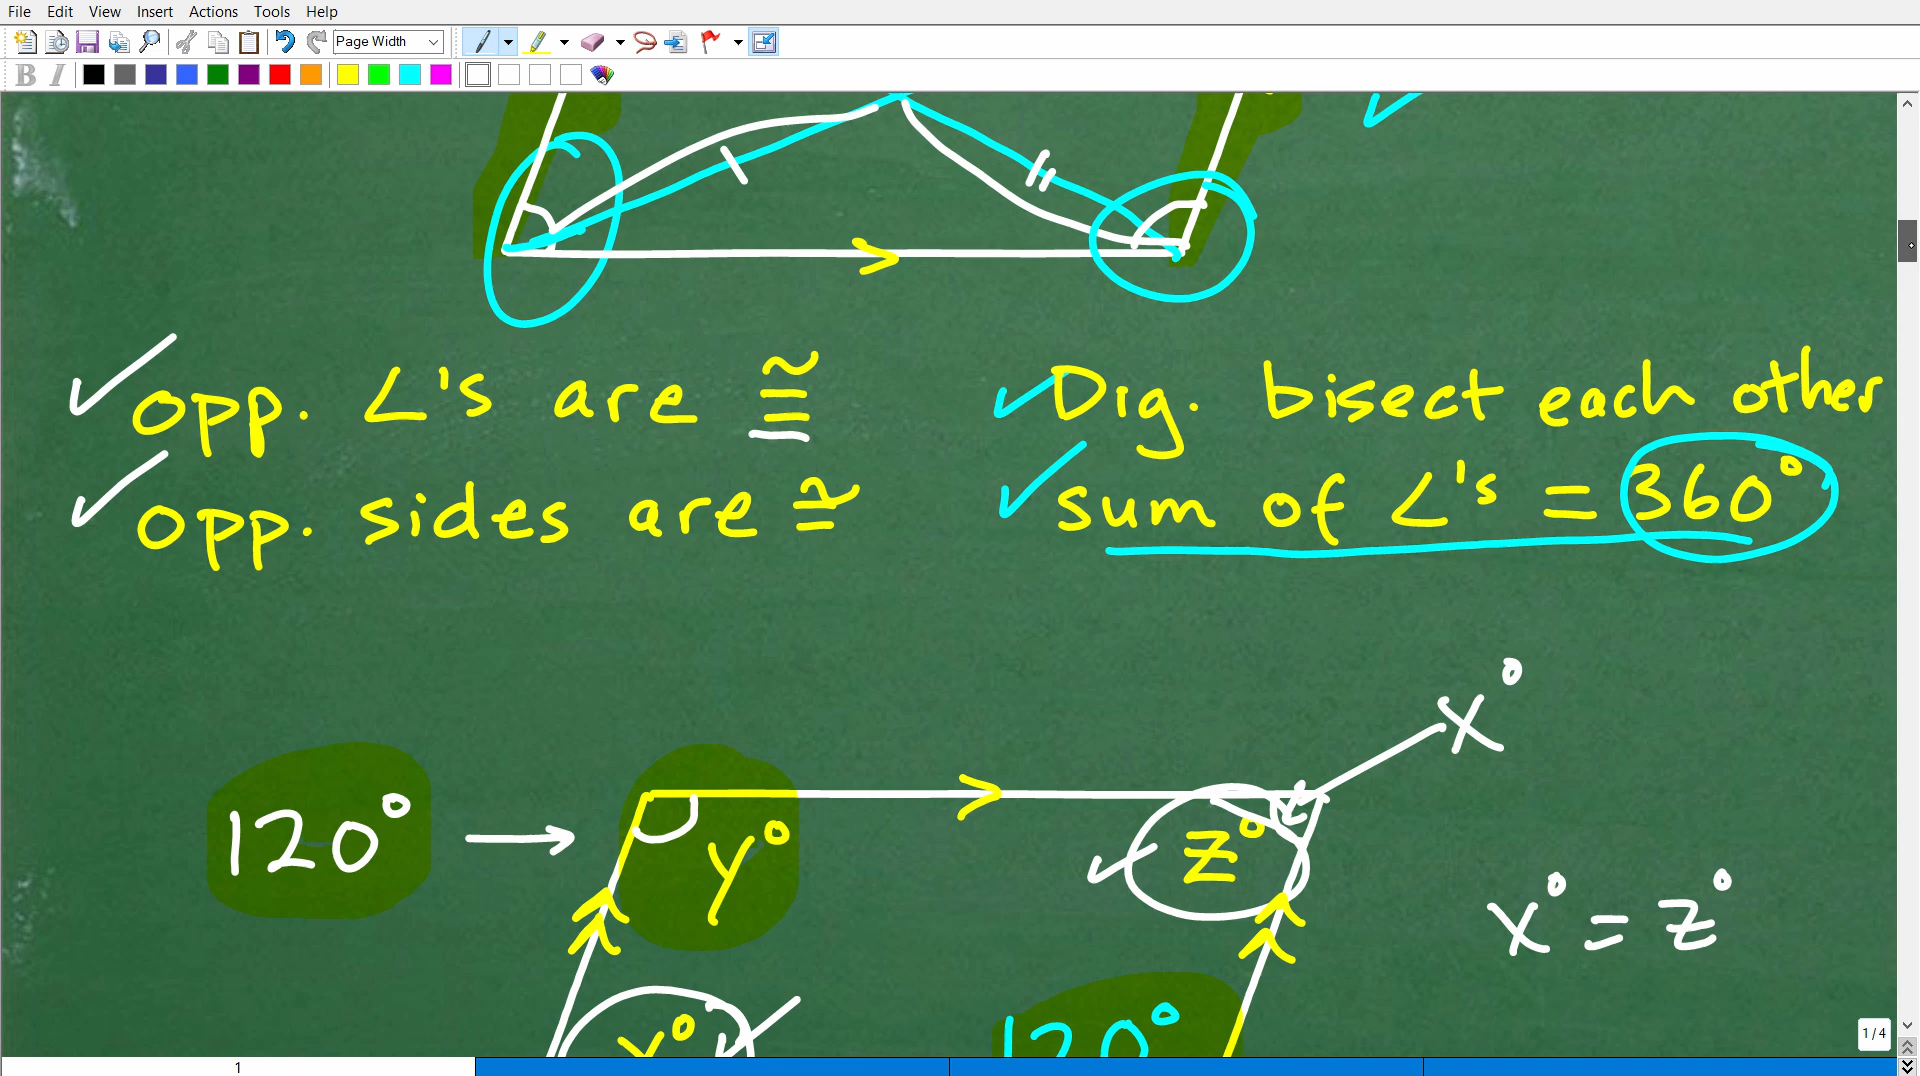 File Edit View Insert Actions Tools Help
Page Width
B I
opp. ∠'s are ≅
opp. sides are ≅
Dig. bisect each other
sum of ∠'s = 360°
x°
120° → y°
z°
x° = z°
x°
120°
1 / 4
1